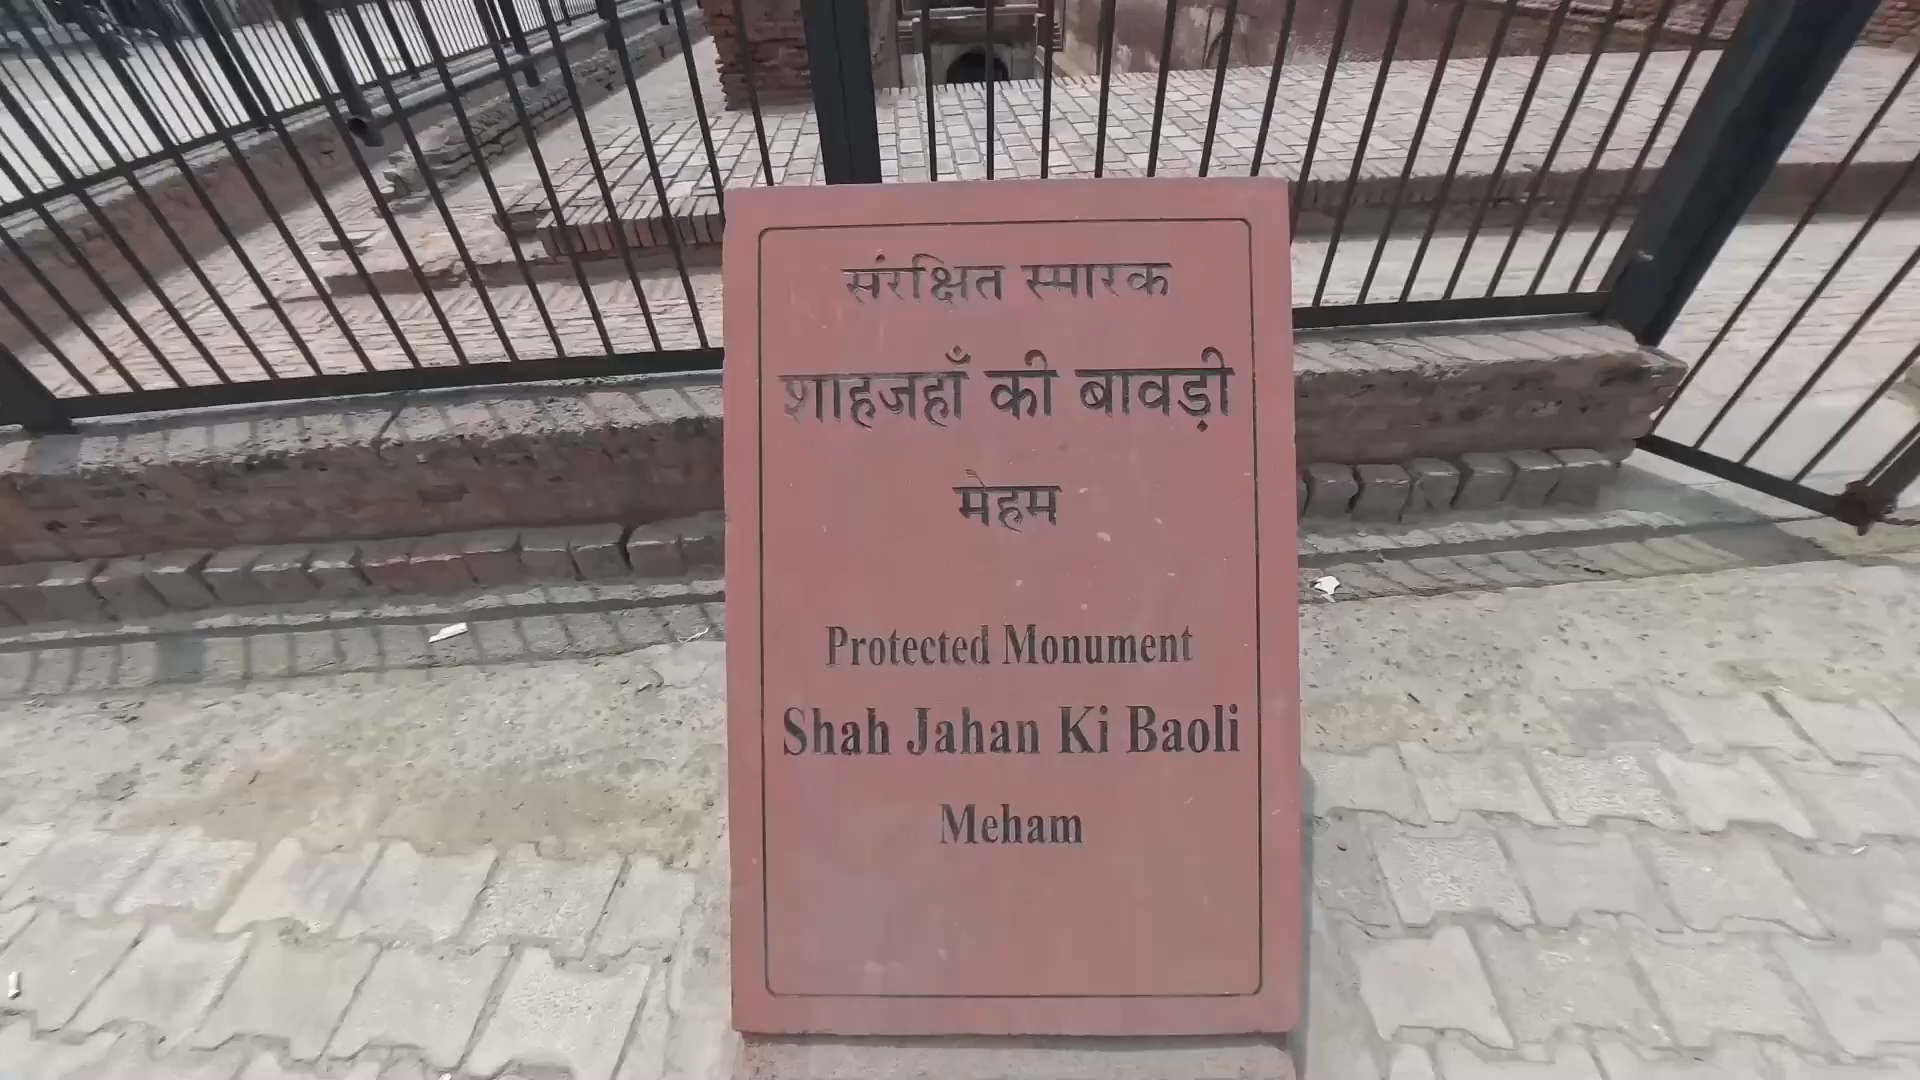 संरक्षित स्मारक
शाहजहाँ की बावड़ी
मेहम
Protected Monument
Shah Jahan Ki Baoli
Meham